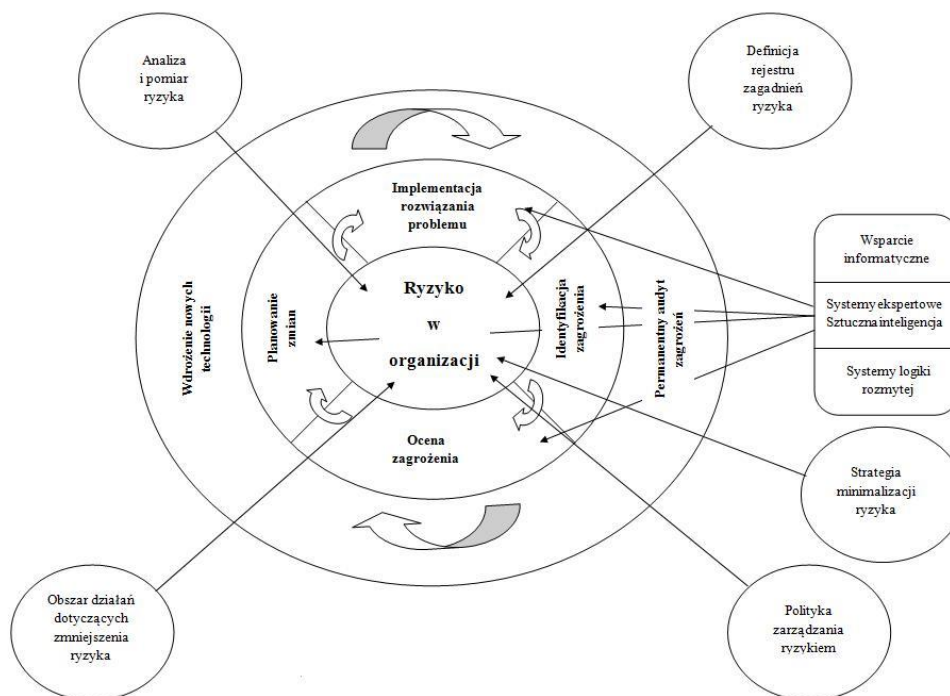 Analiza
i pomiar
ryzyka
Definicja
rejestru
zagadnień
ryzyka
Implementacja
rozwiązania
problemu
Wsparcie
informatyczne
Systemy ekspertowe
Sztuczna inteligencja
Systemy logiki
rozmytej
Wdrożenie nowych
technologii
Planowanie
zmian
Ryzyko
w
organizacji
Identyfikacja
zagrożenia
Permanentny audyt
zagrożeń
Ocena
zagrożenia
Strategia
minimalizacji
ryzyka
Obszar działań
dotyczących
zmniejszenia
ryzyka
Polityka
zarządzania
ryzykiem